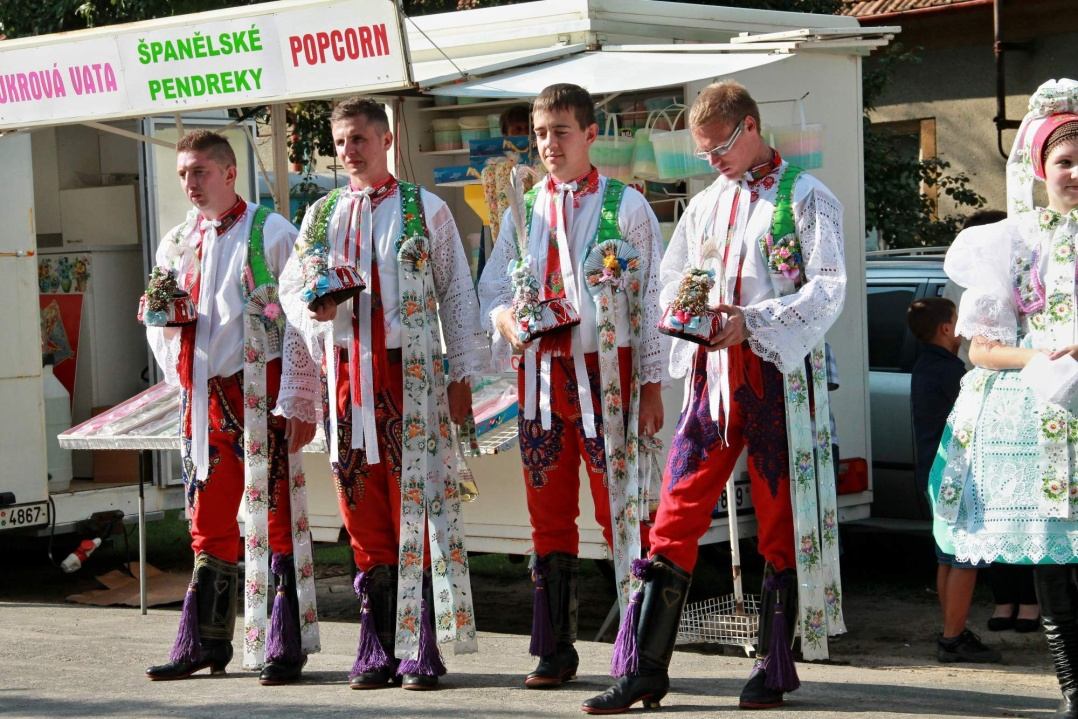 UKROVÁ VATA
ŠPANĚLSKÉ
PENDREKY
POPCORN
4867